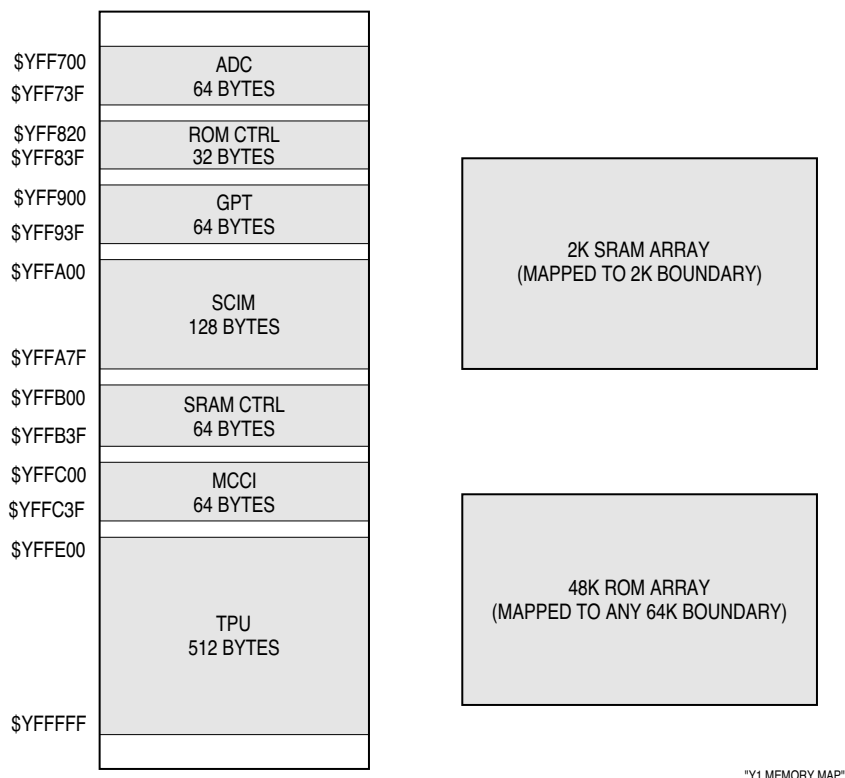 $YFF700
ADC
64 BYTES
$YFF73F
$YFF820
ROM CTRL
32 BYTES
$YFF83F
$YFF900
GPT
64 BYTES
$YFF93F
$YFFA00
SCIM
128 BYTES
$YFFA7F
$YFFB00
SRAM CTRL
64 BYTES
$YFFB3F
$YFFC00
MCCI
64 BYTES
$YFFC3F
$YFFE00
TPU
512 BYTES
$YFFFFF
2K SRAM ARRAY
(MAPPED TO 2K BOUNDARY)
48K ROM ARRAY
(MAPPED TO ANY 64K BOUNDARY)
"Y1 MEMORY MAP"